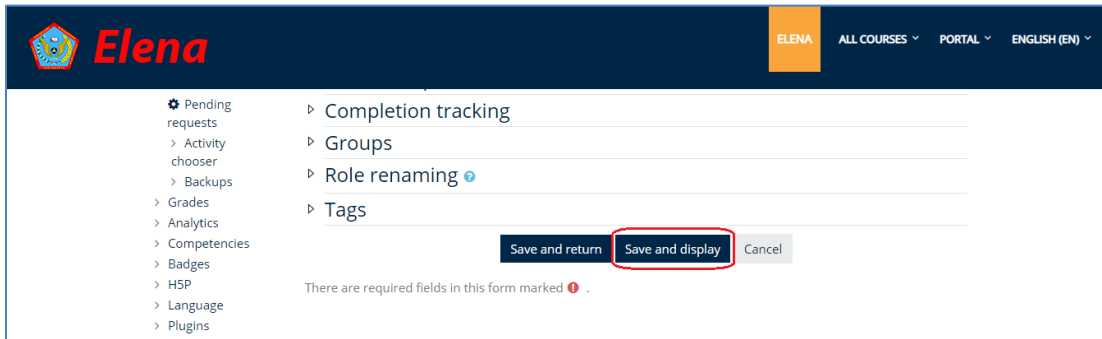 Elena
ELENA
ALL COURSES
PORTAL
ENGLISH (EN)
Pending
requests
Activity
chooser
Backups
Grades
Analytics
Competencies
Badges
H5P
Language
Plugins
Completion tracking
Groups
Role renaming
Tags
Save and return
Save and display
Cancel
There are required fields in this form marked .